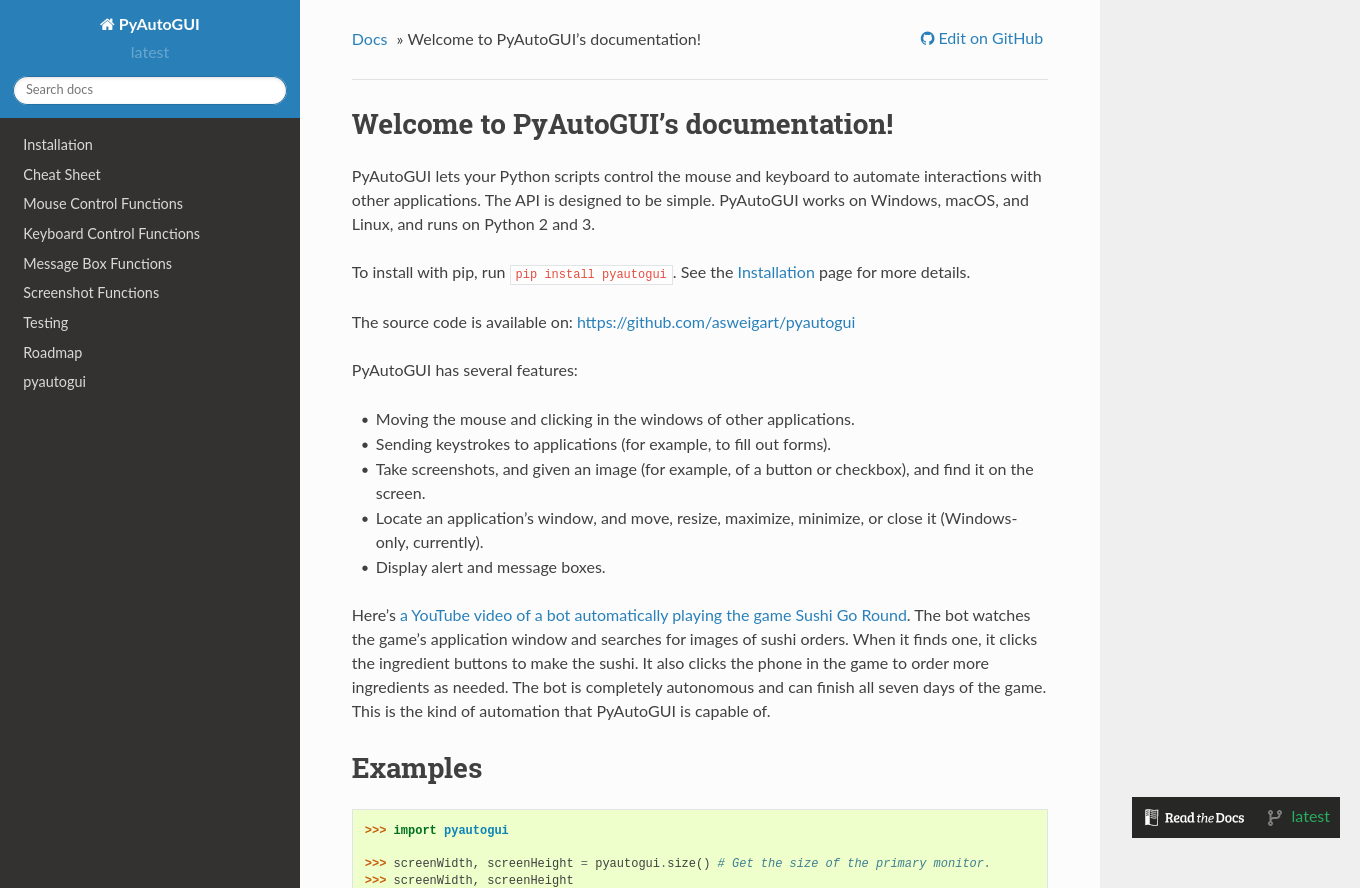 PyAutoGUI
latest
Search docs
Installation
Cheat Sheet
Mouse Control Functions
Keyboard Control Functions
Message Box Functions
Screenshot Functions
Testing
Roadmap
pyautogui
Docs » Welcome to PyAutoGUI’s documentation!
Edit on GitHub
Welcome to PyAutoGUI’s documentation!
PyAutoGUI lets your Python scripts control the mouse and keyboard to automate interactions with
other applications. The API is designed to be simple. PyAutoGUI works on Windows, macOS, and
Linux, and runs on Python 2 and 3.
To install with pip, run pip install pyautogui. See the Installation page for more details.
The source code is available on: https://github.com/asweigart/pyautogui
PyAutoGUI has several features:
• Moving the mouse and clicking in the windows of other applications.
• Sending keystrokes to applications (for example, to fill out forms).
• Take screenshots, and given an image (for example, of a button or checkbox), and find it on the
screen.
• Locate an application’s window, and move, resize, maximize, minimize, or close it (Windows-
only, currently).
• Display alert and message boxes.
Here’s a YouTube video of a bot automatically playing the game Sushi Go Round. The bot watches
the game’s application window and searches for images of sushi orders. When it finds one, it clicks
the ingredient buttons to make the sushi. It also clicks the phone in the game to order more
ingredients as needed. The bot is completely autonomous and can finish all seven days of the game.
This is the kind of automation that PyAutoGUI is capable of.
Examples
>>> import pyautogui
>>> screenWidth, screenHeight = pyautogui.size() # Get the size of the primary monitor.
>>> screenWidth, screenHeight
Read the Docs
latest